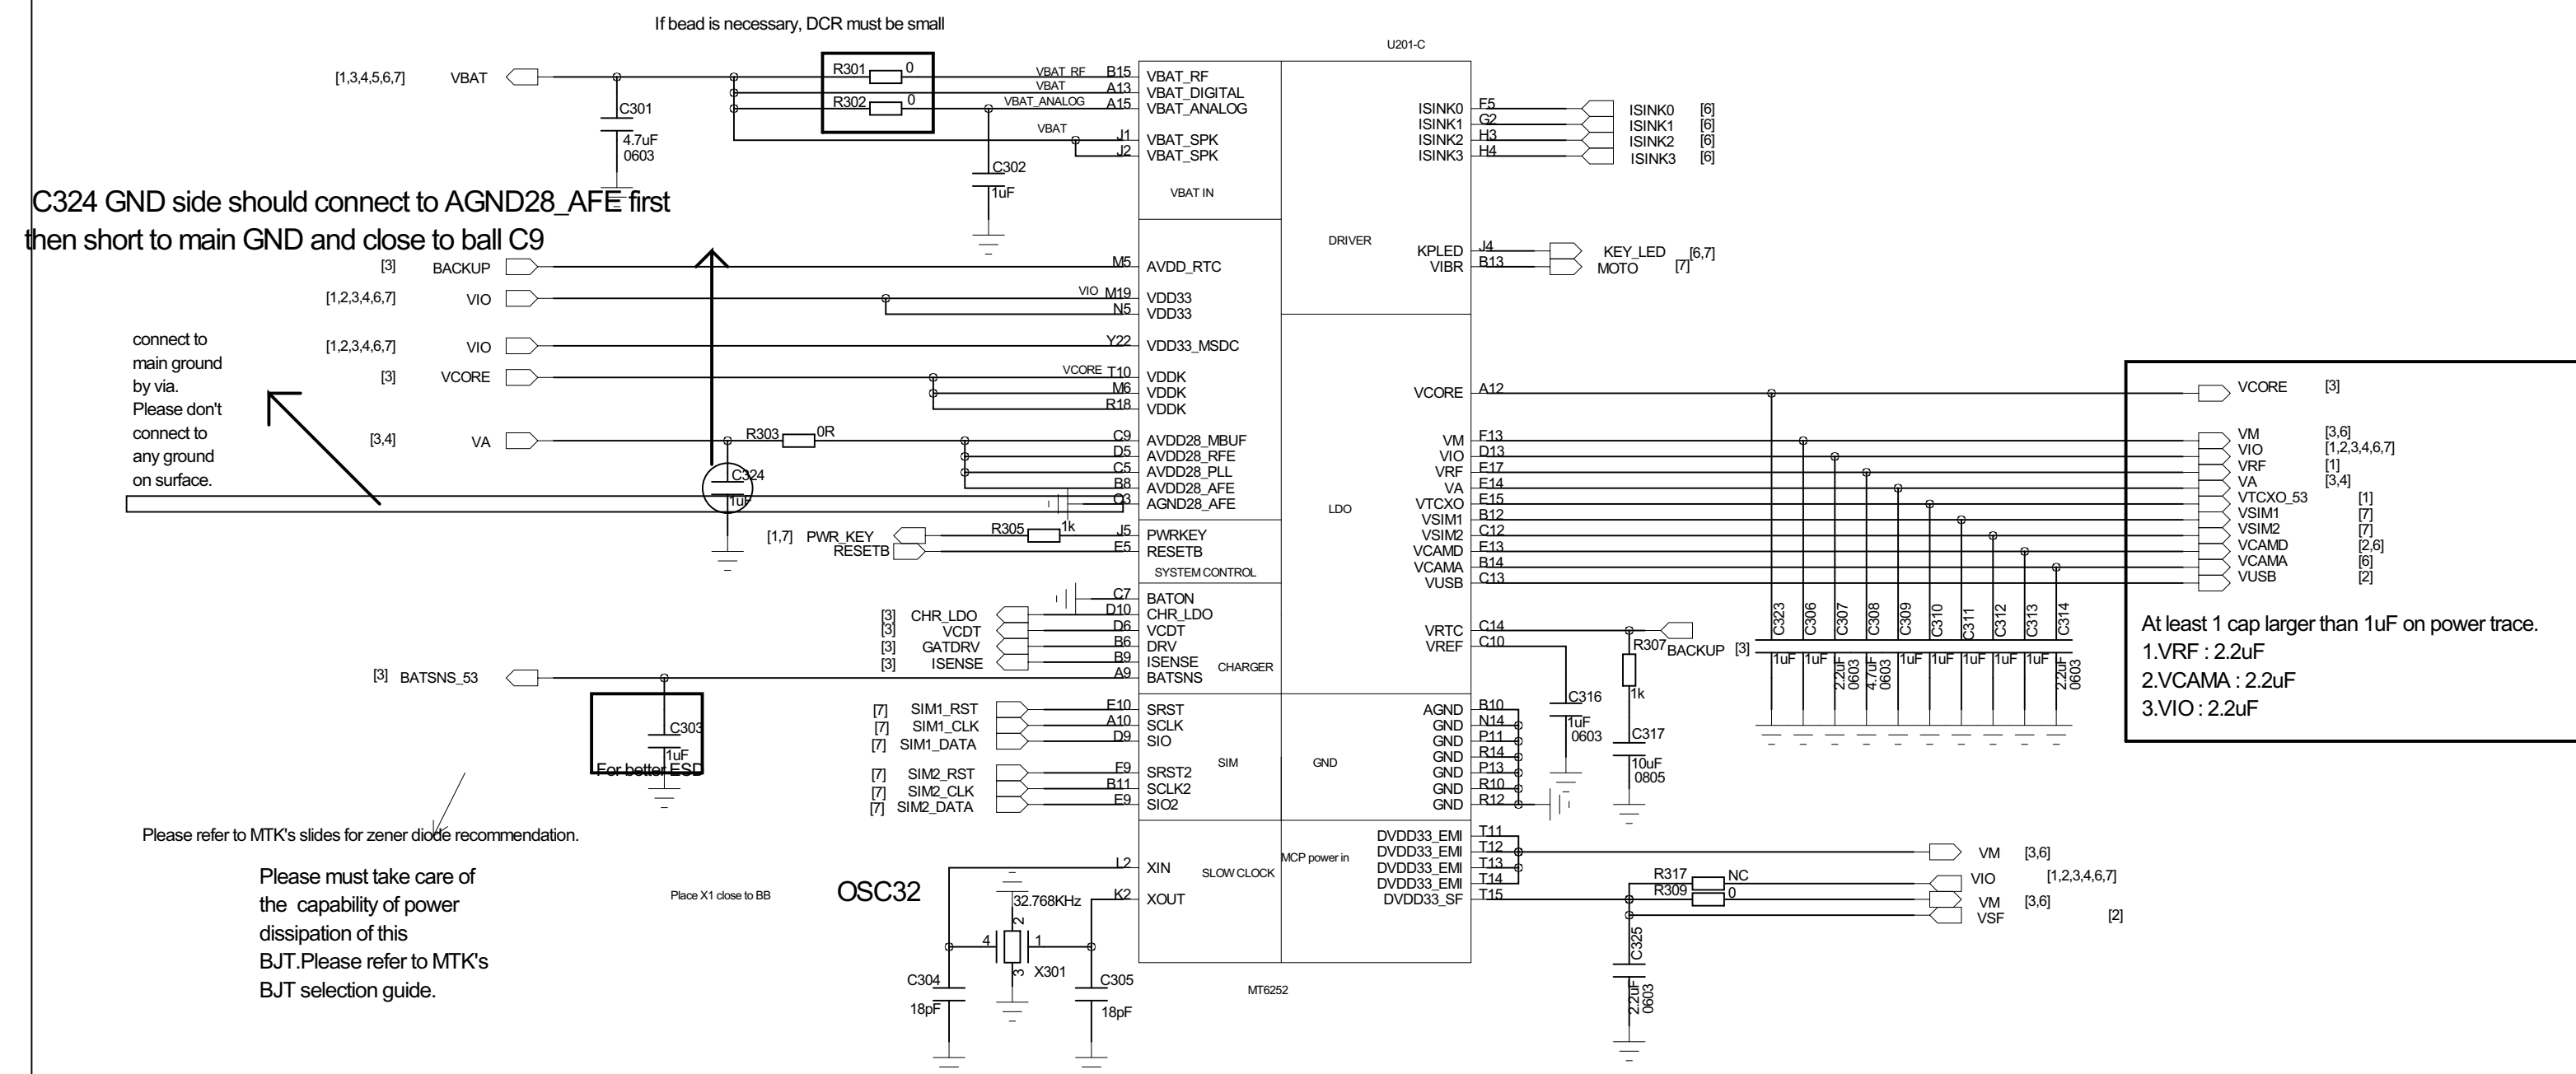 If bead is necessary, DCR must be small
U201-C
[1,3,4,5,6,7] VBAT
R301 0
VBAT_RF B15 VBAT_RF
VBAT A13 VBAT_DIGITAL
R302 0
VBAT_ANALOG A15 VBAT_ANALOG
C301
4.7uF
0603
VBAT J1 VBAT_SPK
J2 VBAT_SPK
C302
1uF
VBAT IN
ISINK0 F5 ISINK0 [6]
ISINK1 G2 ISINK1 [6]
ISINK2 H3 ISINK2 [6]
ISINK3 H4 ISINK3 [6]
C324 GND side should connect to AGND28_AFE first
then short to main GND and close to ball C9
DRIVER
KPLED J4 KEY_LED [6,7]
VIBR B13 MOTO [7]
[3] BACKUP M5 AVDD_RTC
[1,2,3,4,6,7] VIO VIO M19 VDD33
N5 VDD33
[1,2,3,4,6,7] VIO Y22 VDD33_MSDC
[3] VCORE VCORE T10 VDDK
M6 VDDK
R18 VDDK
connect to
main ground
by via.
Please don't
connect to
any ground
on surface.
[3,4] VA R303 0R C9 AVDD28_MBUF
D5 AVDD28_RFE
C5 AVDD28_PLL
B8 AVDD28_AFE
C3 AGND28_AFE
C324
1uF
[1,7] PWR_KEY R305 1k J5 PWRKEY
RESETB E5 RESETB
SYSTEM CONTROL
C7 BATON
[3] CHR_LDO D10 CHR_LDO
[3] VCDT D6 VCDT
[3] GATDRV B6 DRV
[3] ISENSE B9 ISENSE
CHARGER
[3] BATSNS_53 A9 BATSNS
C303
1uF
For better ESD
LDO
VCORE A12 VCORE [3]
VM F13 VM [3,6]
VIO D13 VIO [1,2,3,4,6,7]
VRF E17 VRF [1]
VA E14 VA [3,4]
VTCXO E15 VTCXO_53 [1]
VSIM1 B12 VSIM1 [7]
VSIM2 C12 VSIM2 [7]
VCAMD E13 VCAMD [2,6]
VCAMA B14 VCAMA [6]
VUSB C13 VUSB [2]
C323 C306 C307 C308 C309 C310 C311 C312 C313 C314
1uF 1uF 2.2uF 4.7uF 1uF 1uF 1uF 1uF 1uF 2.2uF
0603 0603 0603
At least 1 cap larger than 1uF on power trace.
1.VRF : 2.2uF
2.VCAMA : 2.2uF
3.VIO : 2.2uF
VRTC C14
VREF C10
R307 BACKUP [3]
1k
C316
1uF
0603
C317
10uF
0805
[7] SIM1_RST E10 SRST
[7] SIM1_CLK A10 SCLK
[7] SIM1_DATA D9 SIO
SIM
[7] SIM2_RST F9 SRST2
[7] SIM2_CLK B11 SCLK2
[7] SIM2_DATA E9 SIO2
AGND B10
GND N14
GND P11
GND R14
GND
GND P13
GND R10
GND R12
Please refer to MTK's slides for zener diode recommendation.
Please must take care of
the capability of power
dissipation of this
BJT.Please refer to MTK's
BJT selection guide.
Place X1 close to BB
OSC32
L2 XIN
SLOW CLOCK
K2 XOUT
32.768KHz
2
4 1
3 X301
C304
18pF
C305
18pF
MCP power in
DVDD33_EMI T11
DVDD33_EMI T12
DVDD33_EMI T13
DVDD33_EMI T14
DVDD33_SF T15
VM [3,6]
R317 NC VIO [1,2,3,4,6,7]
R309 0 VM [3,6]
VSF [2]
C325
2.2uF
0603
MT6252